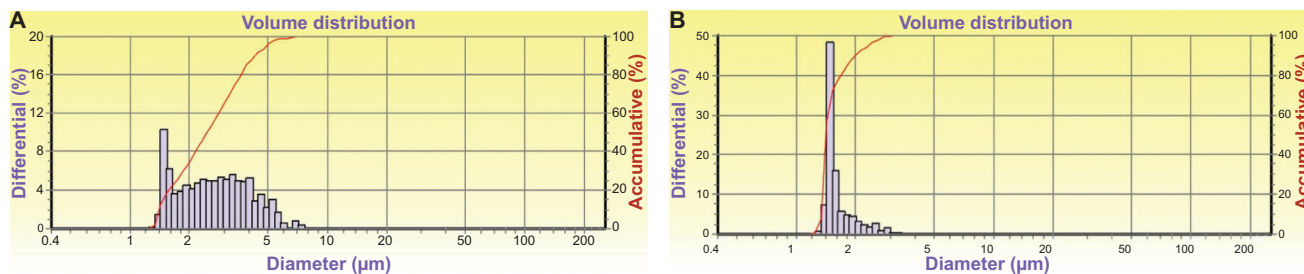 A
Volume distribution
Differential (%)
20
16
12
8
4
0
100
80
60
40
20
0
Accumulative (%)
0.4 1 2 5 10 20 50 100 200
Diameter (µm)
B
Volume distribution
Differential (%)
50
40
30
20
10
0
100
80
60
40
20
0
Accumulative (%)
0.4 1 2 5 10 20 50 100 200
Diameter (µm)